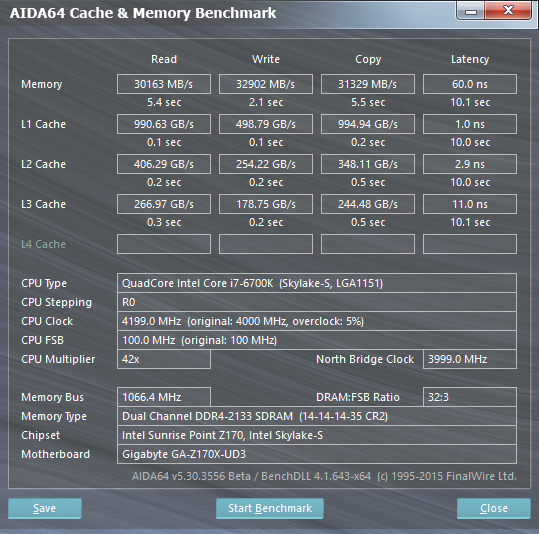 AIDA64 Cache & Memory Benchmark
Read Write Copy Latency
Memory 30163 MB/s 32902 MB/s 31329 MB/s 60.0 ns
5.4 sec 2.1 sec 5.5 sec 10.1 sec
L1 Cache 990.63 GB/s 498.79 GB/s 994.94 GB/s 1.0 ns
0.1 sec 0.1 sec 0.2 sec 10.0 sec
L2 Cache 406.29 GB/s 254.22 GB/s 348.11 GB/s 2.9 ns
0.2 sec 0.2 sec 0.5 sec 10.0 sec
L3 Cache 266.97 GB/s 178.75 GB/s 244.48 GB/s 11.0 ns
0.3 sec 0.2 sec 0.5 sec 10.1 sec
L4 Cache
CPU Type QuadCore Intel Core i7-6700K (Skylake-S, LGA1151)
CPU Stepping R0
CPU Clock 4199.0 MHz (original: 4000 MHz, overclock: 5%)
CPU FSB 100.0 MHz (original: 100 MHz)
CPU Multiplier 42x North Bridge Clock 3999.0 MHz
Memory Bus 1066.4 MHz DRAM:FSB Ratio 32:3
Memory Type Dual Channel DDR4-2133 SDRAM (14-14-14-35 CR2)
Chipset Intel Sunrise Point Z170, Intel Skylake-S
Motherboard Gigabyte GA-Z170X-UD3
AIDA64 v5.30.3556 Beta / BenchDLL 4.1.643-x64 (c) 1995-2015 FinalWire Ltd.
Save Start Benchmark Close